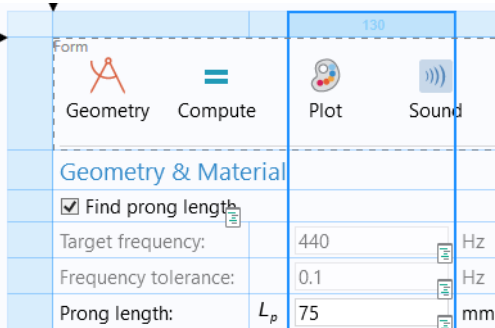 130
Form
Geometry Compute Plot Sound
Geometry & Material
Find prong length
Target frequency: 440 Hz
Frequency tolerance: 0.1 Hz
Prong length: Lp 75 mm